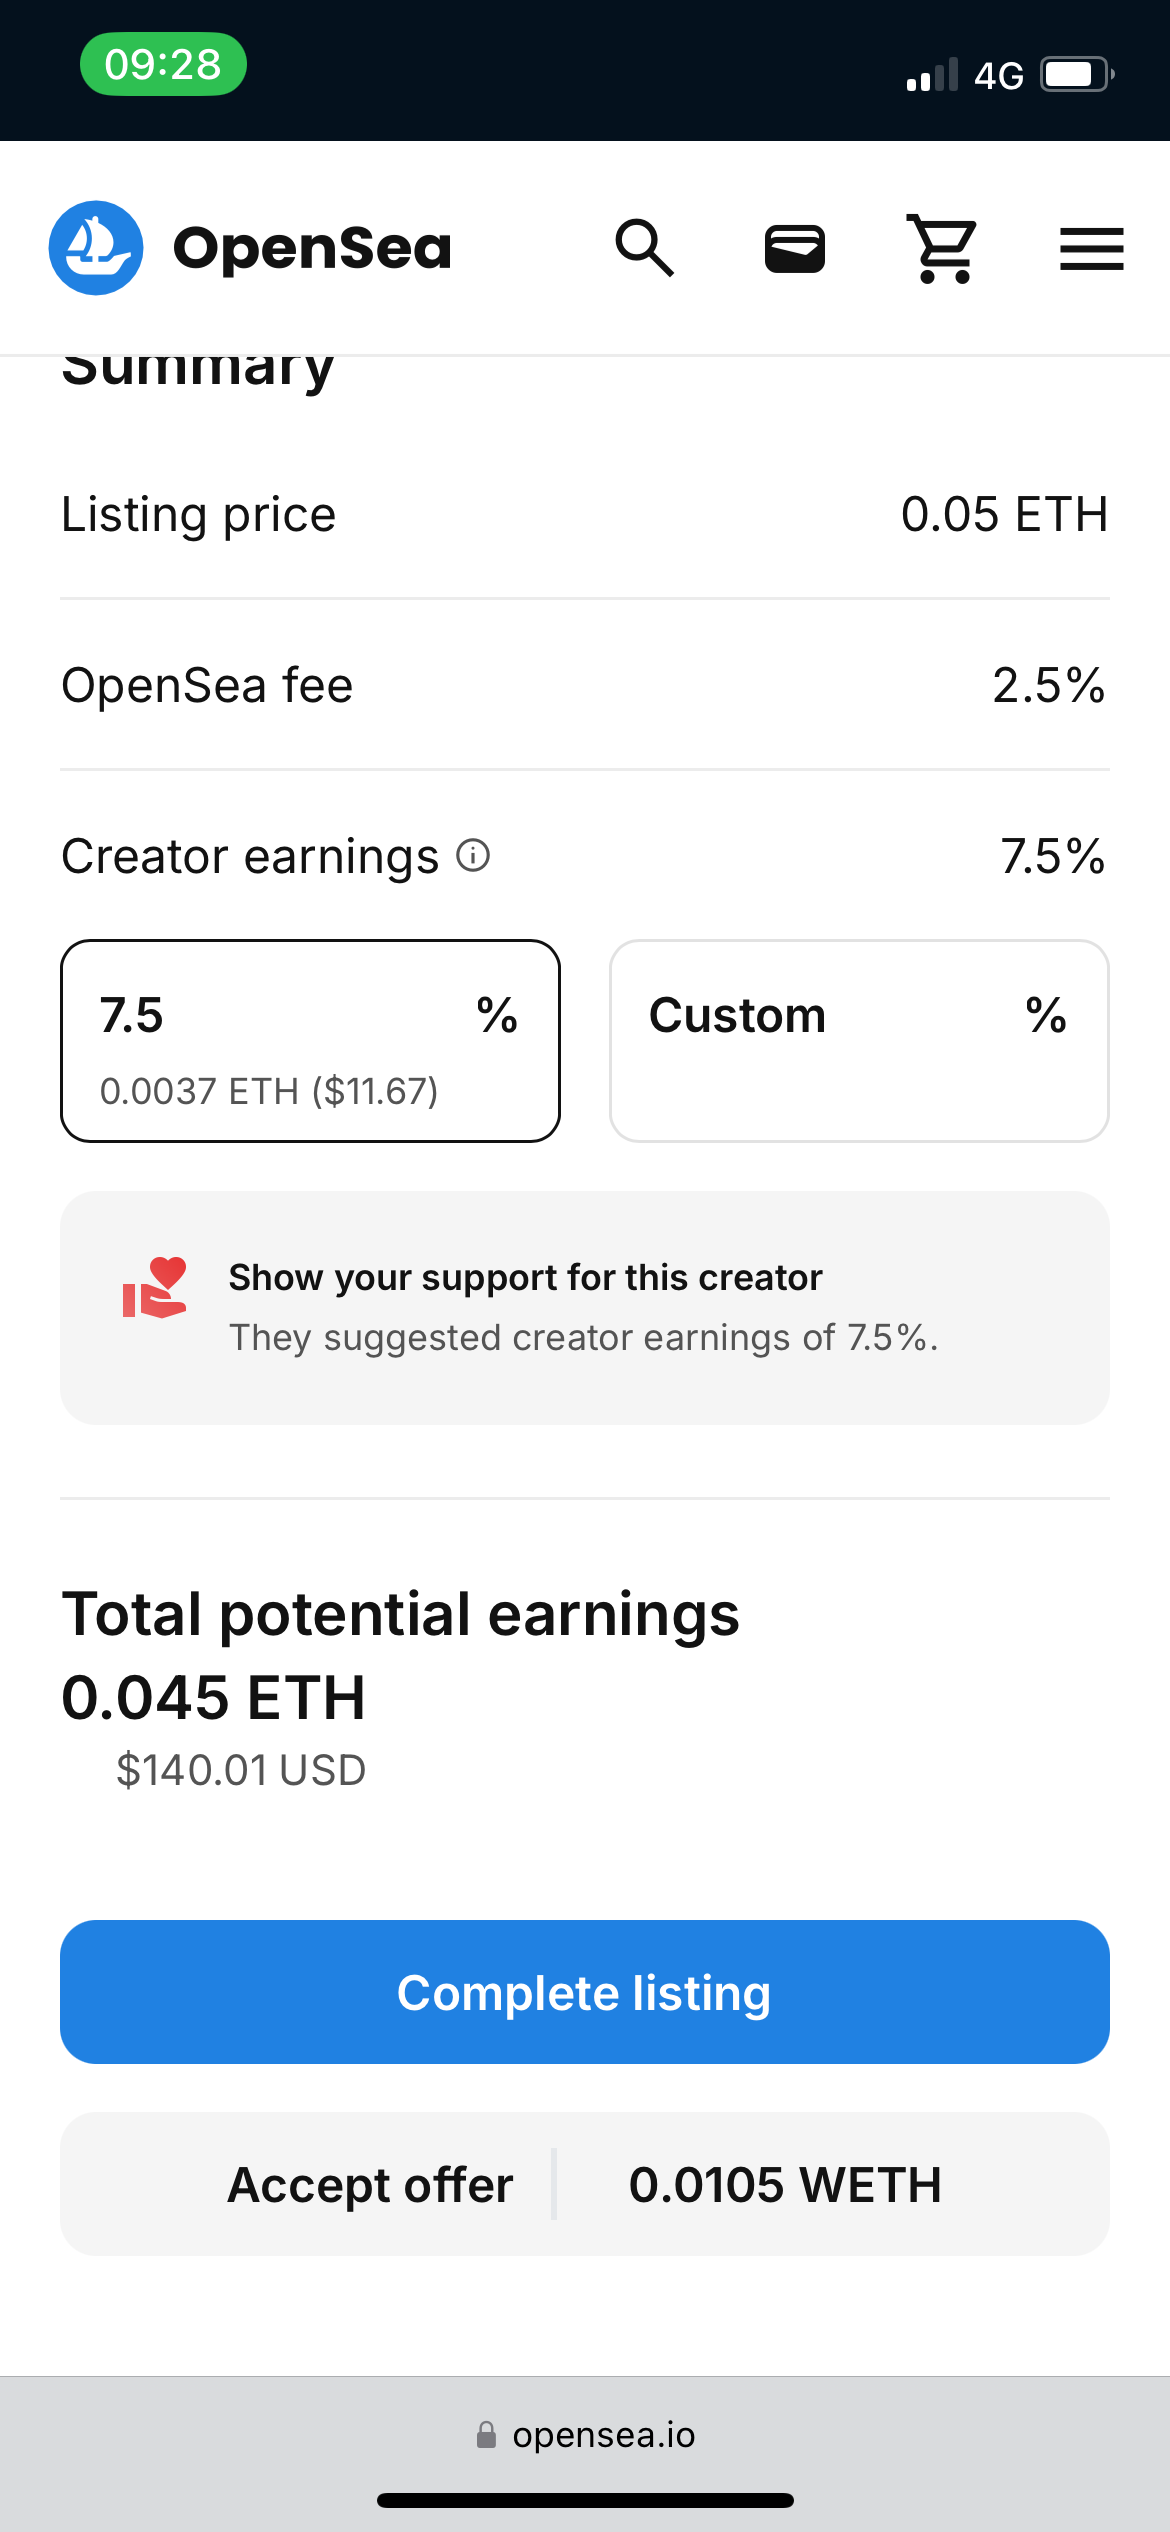 09:28
4G
OpenSea
Summary
Listing price 0.05 ETH
OpenSea fee 2.5%
Creator earnings 7.5%
7.5 %
0.0037 ETH ($11.67)
Custom %
Show your support for this creator
They suggested creator earnings of 7.5%.
Total potential earnings
0.045 ETH
$140.01 USD
Complete listing
Accept offer 0.0105 WETH
opensea.io